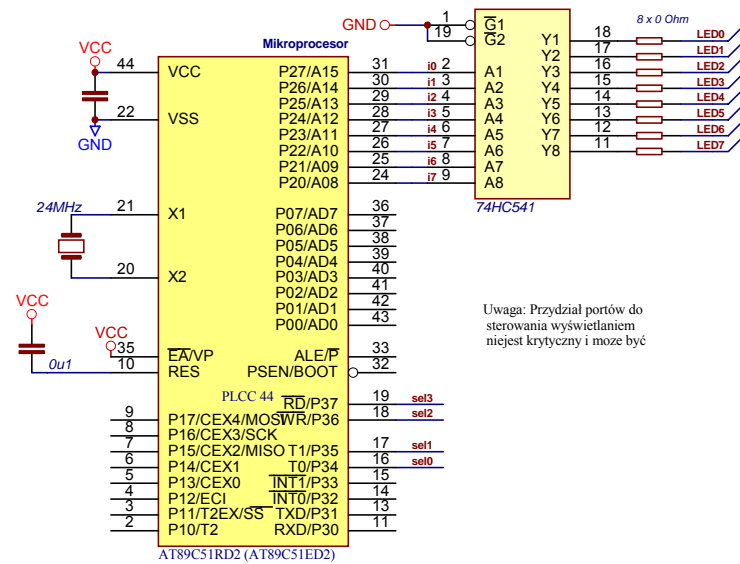 GND
1 G1
19 G2
8 x 0 Ohm
VCC
Mikroprocesor
44 VCC
22 VSS
GND
P27/A15 31 i0 2 A1
P26/A14 30 i1 3 A2
P25/A13 29 i2 4 A3
P24/A12 28 i3 5 A4
P23/A11 27 i4 6 A5
P22/A10 26 i5 7 A6
P21/A09 25 i6 8 A7
P20/A08 24 i7 9 A8
Y1 18 LED0
Y2 17 LED1
Y3 16 LED2
Y4 15 LED3
Y5 14 LED4
Y6 13 LED5
Y7 12 LED6
Y8 11 LED7
74HC541
24MHz
21 X1
20 X2
P07/AD7 36
P06/AD6 37
P05/AD5 38
P04/AD4 39
P03/AD3 40
P02/AD2 41
P01/AD1 42
P00/AD0 43
Uwaga: Przydział portów do
sterowania wyświetlaniem
niejest krytyczny i moze być
VCC
0u1
VCC
35 EA/VP
10 RES
ALE/P 33
PSEN/BOOT 32
PLCC 44
RD/P37 19 sel3
WR/P36 18 sel2
T1/P35 17 sel1
T0/P34 16 sel0
INT1/P33 15
INT0/P32 14
TXD/P31 13
RXD/P30 11
9 P17/CEX4/MOSI
8 P16/CEX3/SCK
7 P15/CEX2/MISO
6 P14/CEX1
5 P13/CEX0
4 P12/ECI
3 P11/T2EX/SS
2 P10/T2
AT89C51RD2 (AT89C51ED2)